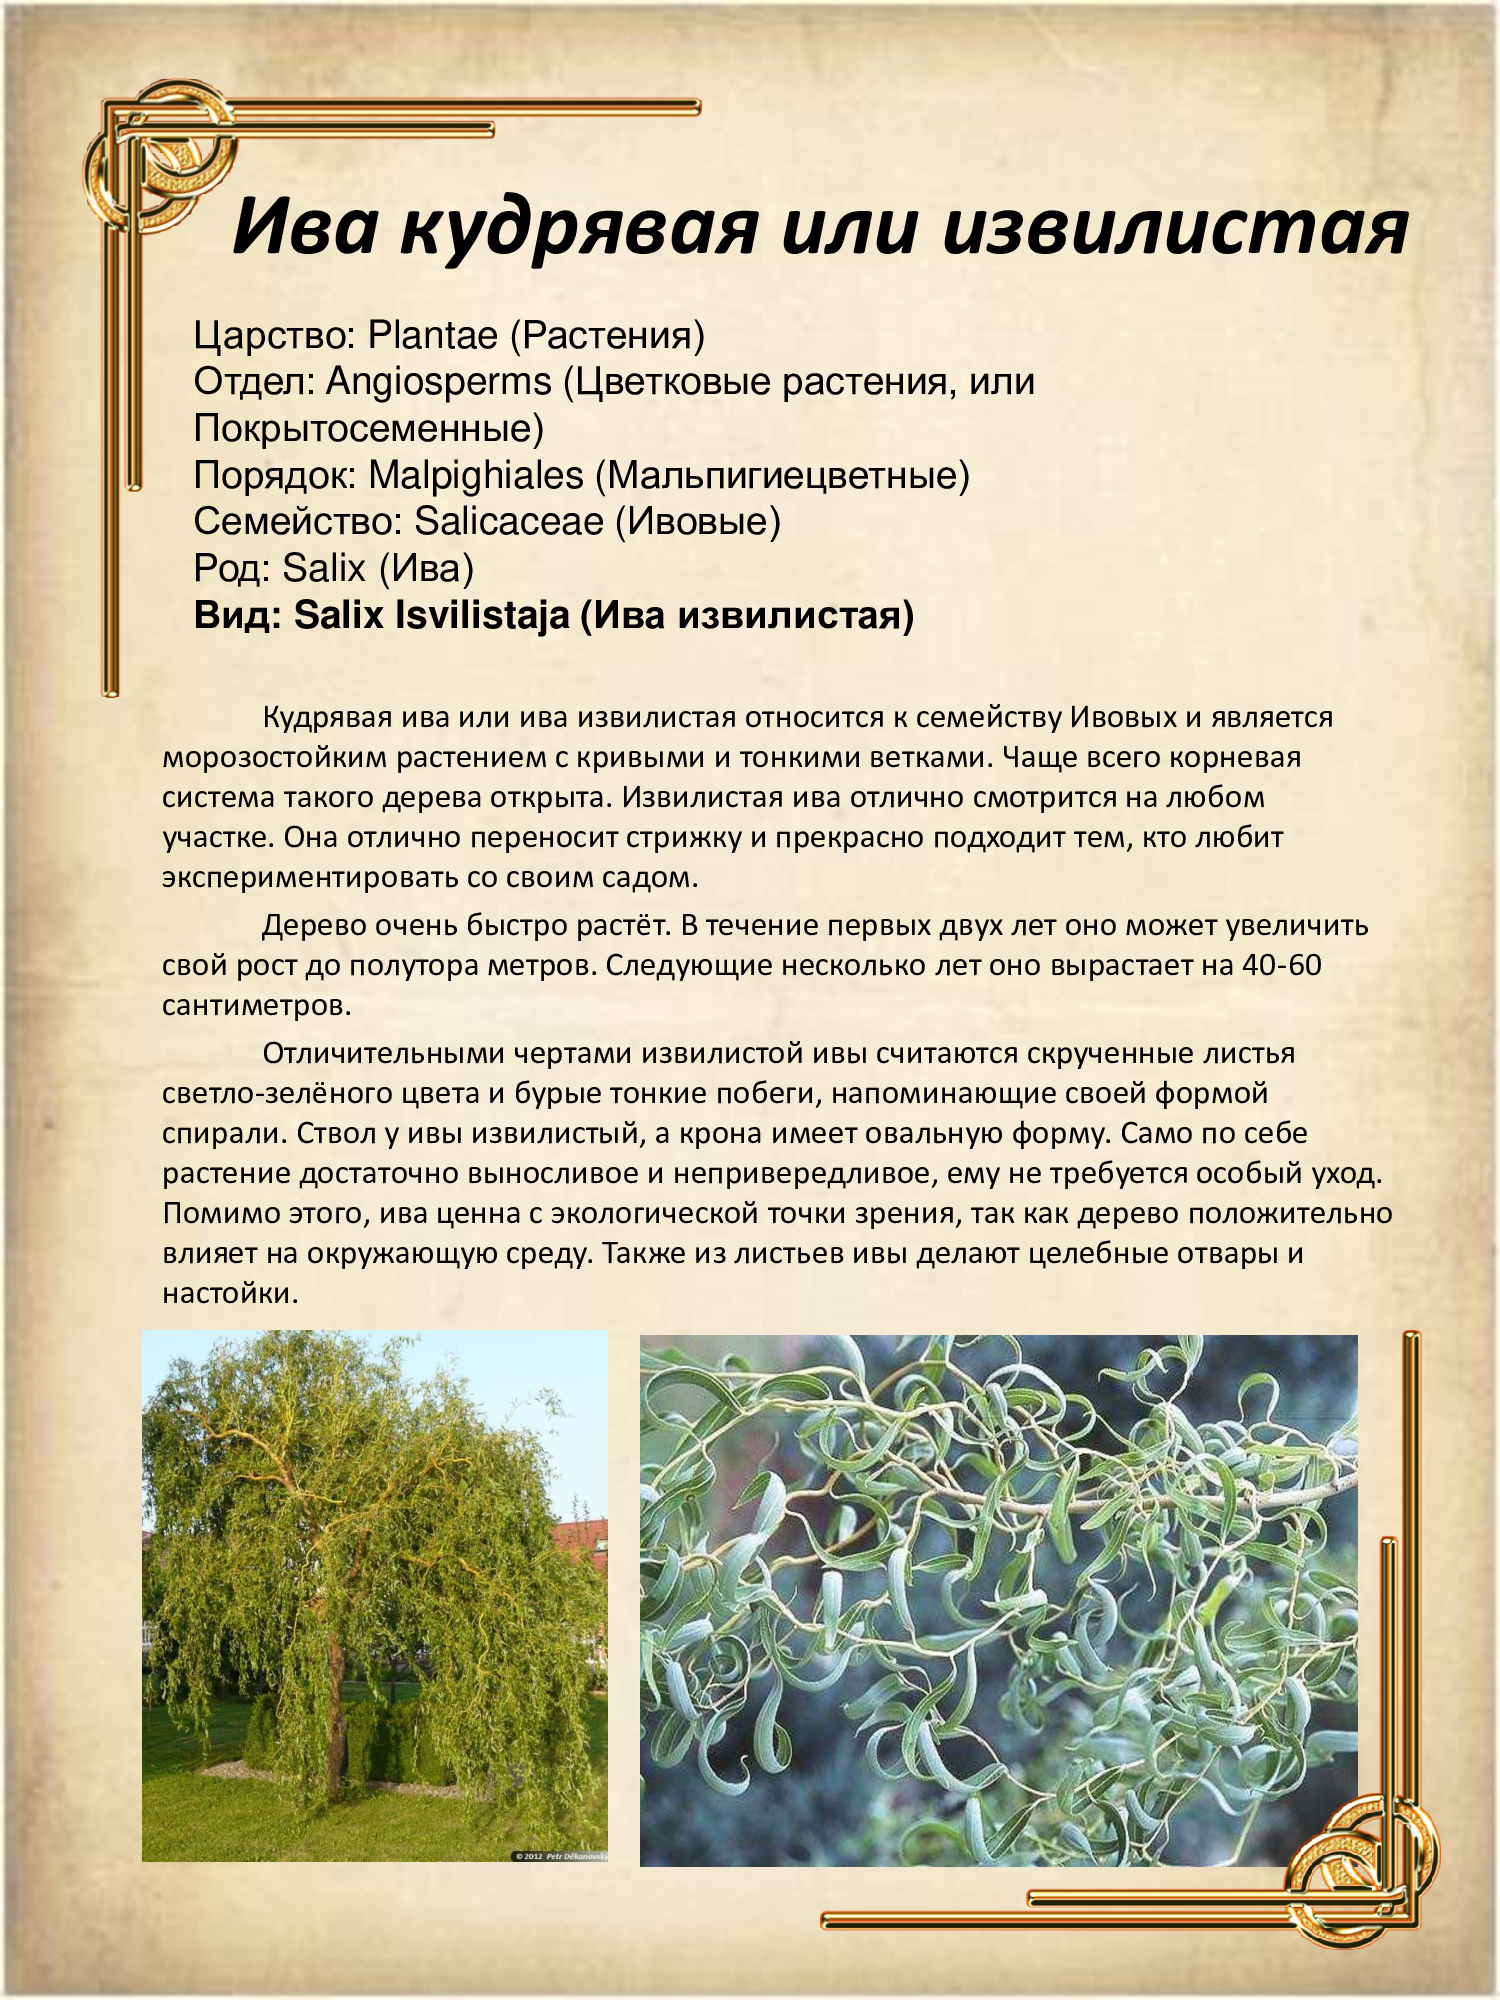 Ива кудрявая или извилистая
Царство: Plantae (Растения)
Отдел: Angiosperms (Цветковые растения, или
Покрытосеменные)
Порядок: Malpighiales (Мальпигиецветные)
Семейство: Salicaceae (Ивовые)
Род: Salix (Ива)
Вид: Salix Isvilistaja (Ива извилистая)
Кудрявая ива или ива извилистая относится к семейству Ивовых и является
морозостойким растением с кривыми и тонкими ветками. Чаще всего корневая
система такого дерева открыта. Извилистая ива отлично смотрится на любом
участке. Она отлично переносит стрижку и прекрасно подходит тем, кто любит
экспериментировать со своим садом.
Дерево очень быстро растёт. В течение первых двух лет оно может увеличить
свой рост до полутора метров. Следующие несколько лет оно вырастает на 40-60
сантиметров.
Отличительными чертами извилистой ивы считаются скрученные листья
светло-зелёного цвета и бурые тонкие побеги, напоминающие своей формой
спирали. Ствол у ивы извилистый, а крона имеет овальную форму. Само по себе
растение достаточно выносливое и непривередливое, ему не требуется особый уход.
Помимо этого, ива ценна с экологической точки зрения, так как дерево положительно
влияет на окружающую среду. Также из листьев ивы делают целебные отвары и
настойки.
© 2012 Petr Děkanovský